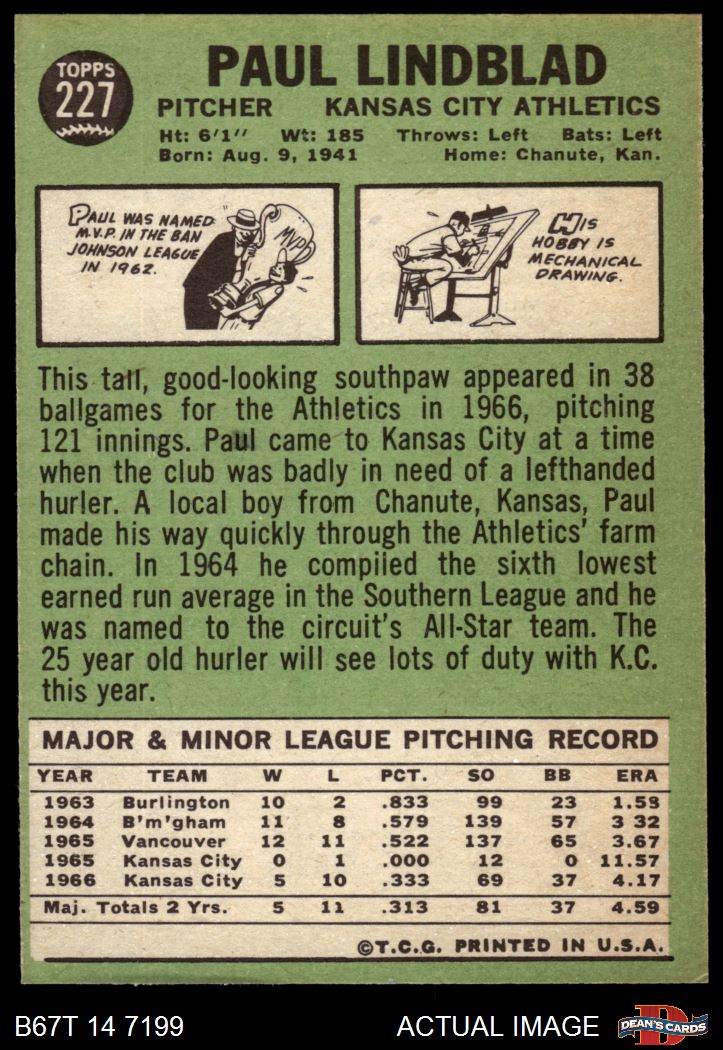 TOPPS
227
PAUL LINDBLAD
PITCHER KANSAS CITY ATHLETICS
Ht: 6'1" Wt: 185 Throws: Left Bats: Left
Born: Aug. 9, 1941 Home: Chanute, Kan.
PAUL WAS NAMED
M.V.P. IN THE BAN
JOHNSON LEAGUE
IN 1962.
MVP
HIS
HOBBY IS
MECHANICAL
DRAWING.
This tall, good-looking southpaw appeared in 38
ballgames for the Athletics in 1966, pitching
121 innings. Paul came to Kansas City at a time
when the club was badly in need of a lefthanded
hurler. A local boy from Chanute, Kansas, Paul
made his way quickly through the Athletics' farm
chain. In 1964 he compiled the sixth lowest
earned run average in the Southern League and he
was named to the circuit's All-Star team. The
25 year old hurler will see lots of duty with K.C.
this year.
MAJOR & MINOR LEAGUE PITCHING RECORD
YEAR TEAM W L PCT. SO BB ERA
1963 Burlington 10 2 .833 99 23 1.58
1964 B'm'gham 11 8 .579 139 57 3 32
1965 Vancouver 12 11 .522 137 65 3.67
1965 Kansas City 0 1 .000 12 0 11.57
1966 Kansas City 5 10 .333 69 37 4.17
Maj. Totals 2 Yrs. 5 11 .313 81 37 4.59
©T.C.G. PRINTED IN U.S.A.
B67T 14 7199 ACTUAL IMAGE
D
DEAN'S CARDS